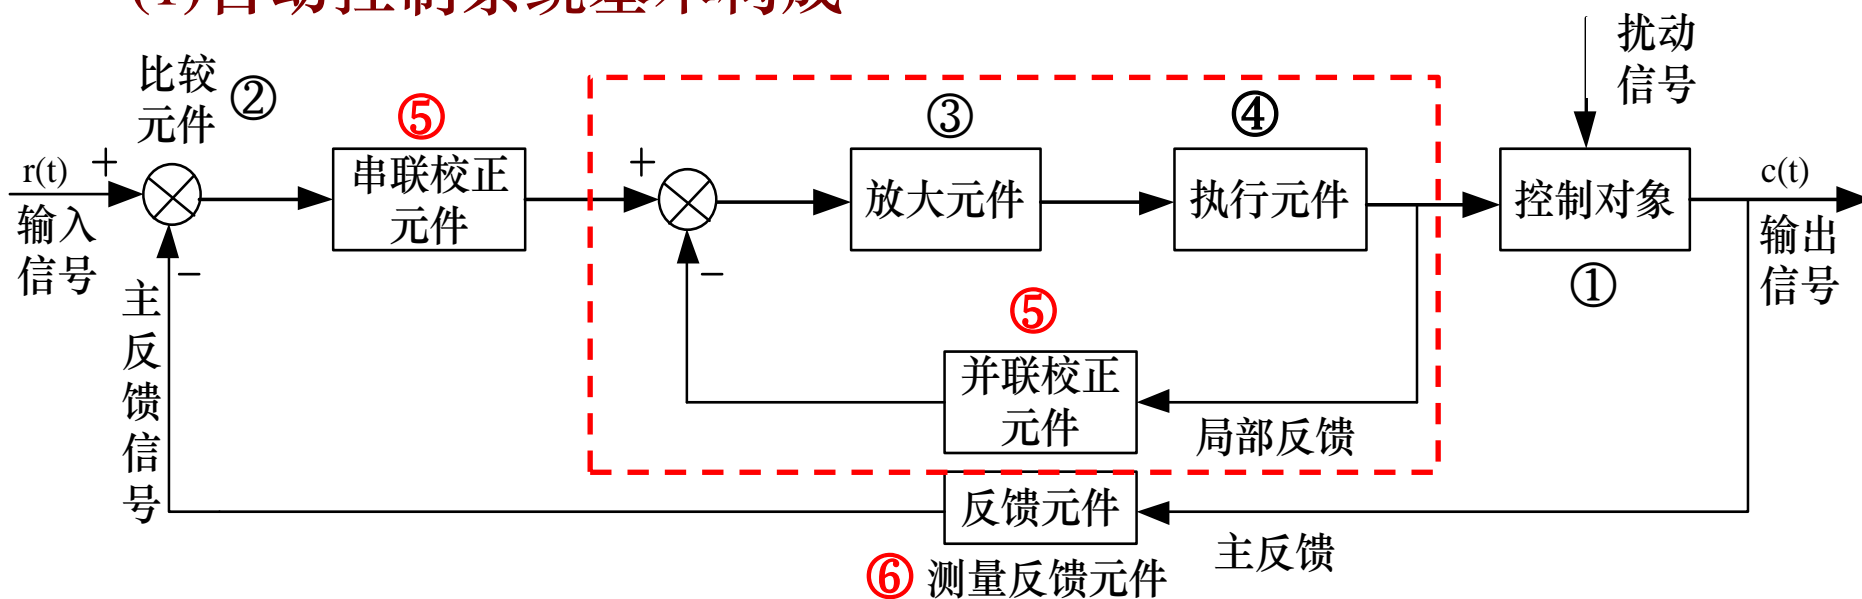 (1)自动控制系统基本构成
扰动
信号
比较
元件
②
⑤
③
④
r(t)
+
输入
信号
串联校正
元件
+
放大元件
执行元件
控制对象
c(t)
输出
信号
−
−
①
主反馈信号
⑤
并联校正
元件
局部反馈
反馈元件
主反馈
⑥ 测量反馈元件